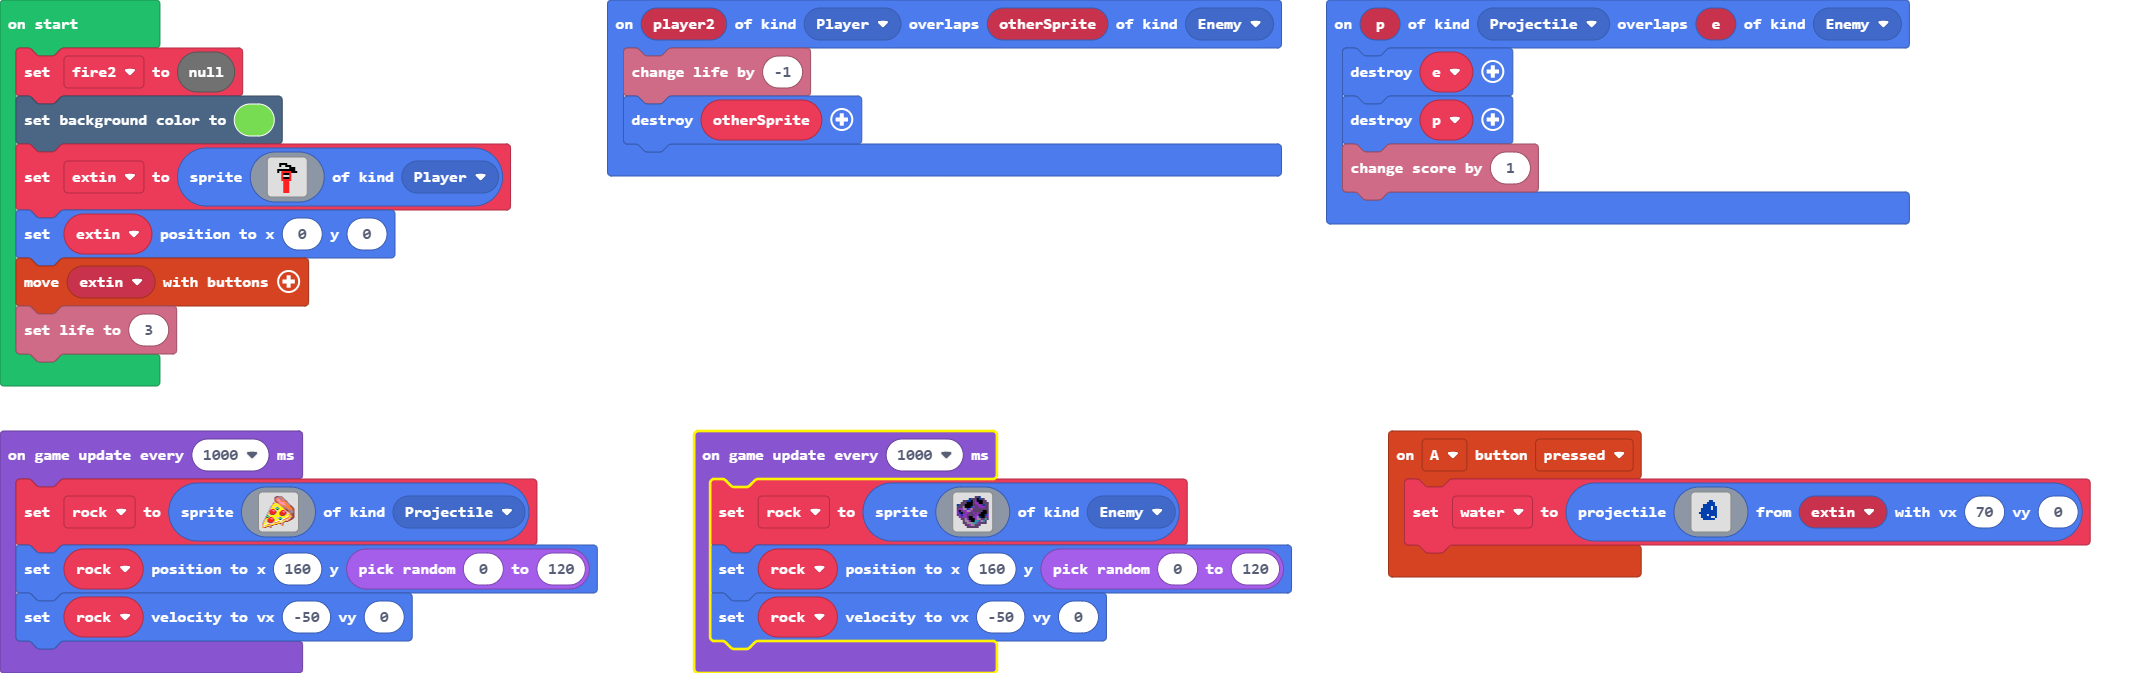 on start
set fire2 to null
set background color to
set extin to sprite of kind Player
set extin position to x 0 y 0
move extin with buttons
set life to 3
on player2 of kind Player overlaps otherSprite of kind Enemy
change life by -1
destroy otherSprite
on p of kind Projectile overlaps e of kind Enemy
destroy e
destroy p
change score by 1
on game update every 1000 ms
set rock to sprite of kind Projectile
set rock position to x 160 y pick random 0 to 120
set rock velocity to vx -50 vy 0
on game update every 1000 ms
set rock to sprite of kind Enemy
set rock position to x 160 y pick random 0 to 120
set rock velocity to vx -50 vy 0
on A button pressed
set water to projectile from extin with vx 70 vy 0